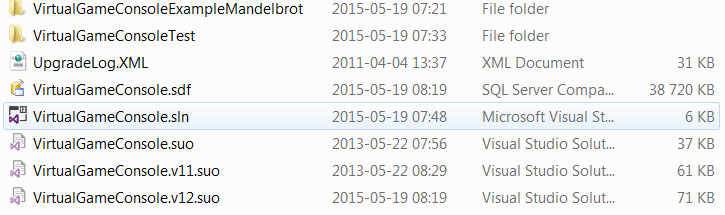 VirtualGameConsoleExampleMandelbrot 2015-05-19 07:21 File folder
VirtualGameConsoleTest 2015-05-19 07:33 File folder
UpgradeLog.XML 2011-04-04 13:37 XML Document 31 KB
VirtualGameConsole.sdf 2015-05-19 08:19 SQL Server Compa... 38 720 KB
VirtualGameConsole.sln 2015-05-19 07:48 Microsoft Visual St... 6 KB
VirtualGameConsole.suo 2013-05-22 07:56 Visual Studio Solut... 37 KB
VirtualGameConsole.v11.suo 2013-05-22 08:29 Visual Studio Solut... 61 KB
VirtualGameConsole.v12.suo 2015-05-19 08:19 Visual Studio Solut... 71 KB